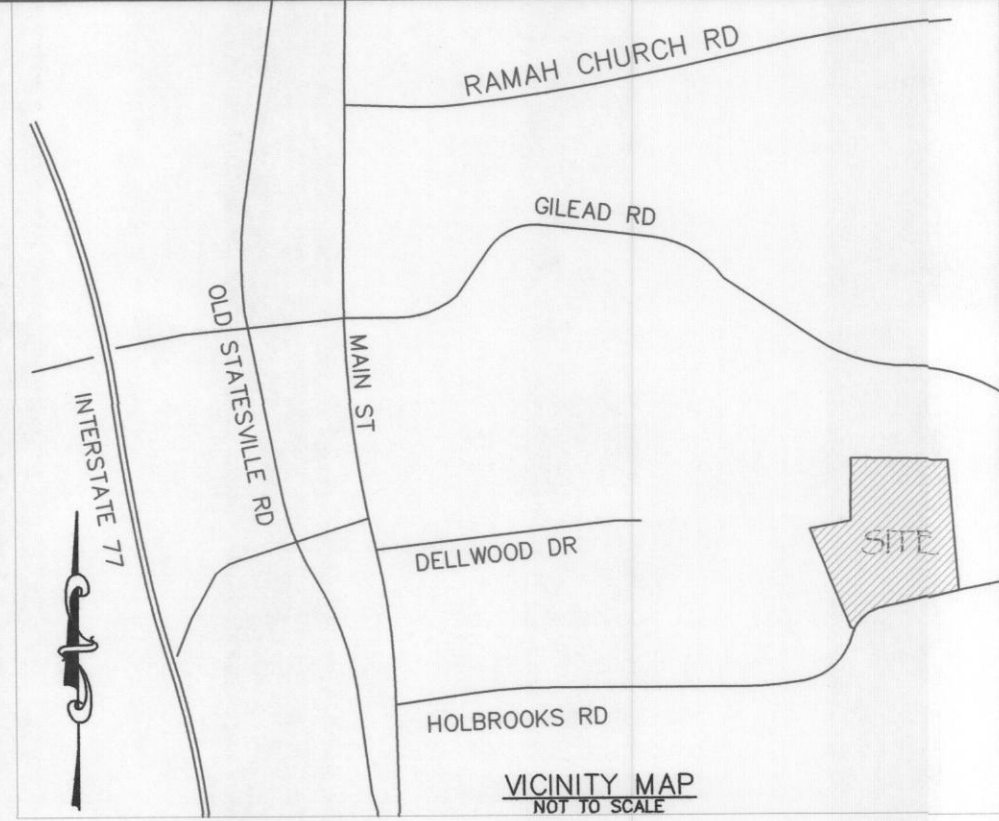 RAMAH CHURCH RD
GILEAD RD
OLD STATESVILLE RD
MAIN ST
INTERSTATE 77
SITE
DELLWOOD DR
HOLBROOKS RD
VICINITY MAP
NOT TO SCALE